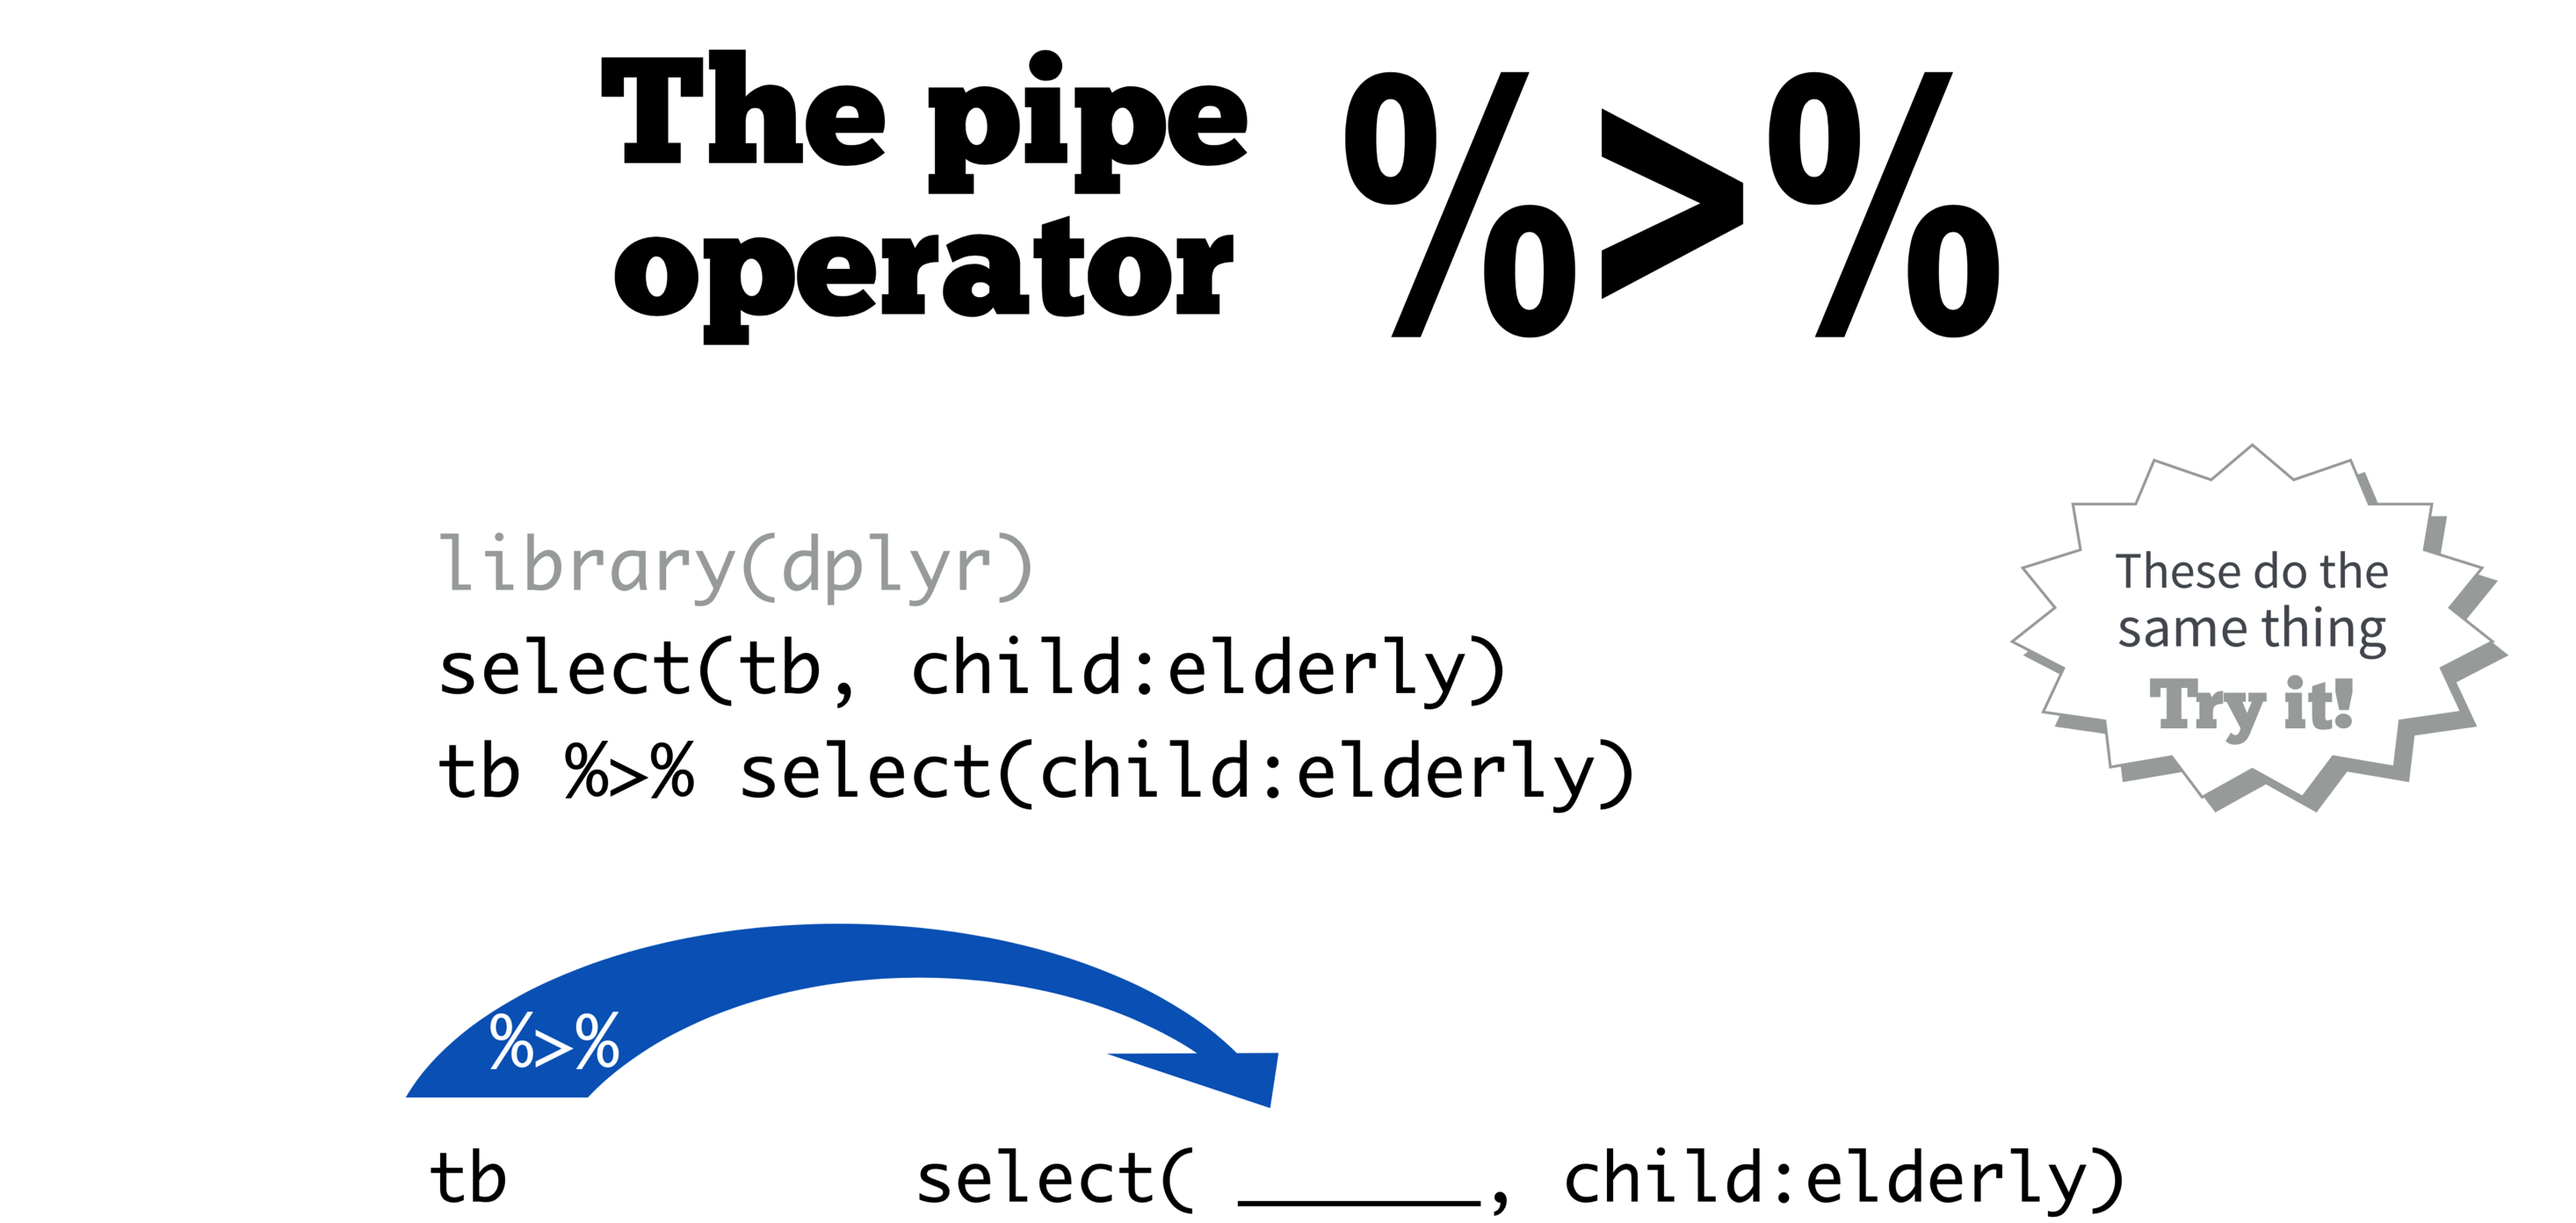 The pipe
operator
%>%
library(dplyr)
select(tb, child:elderly)
tb %>% select(child:elderly)
These do the
same thing
Try it!
%>%
tb
select( ______, child:elderly)